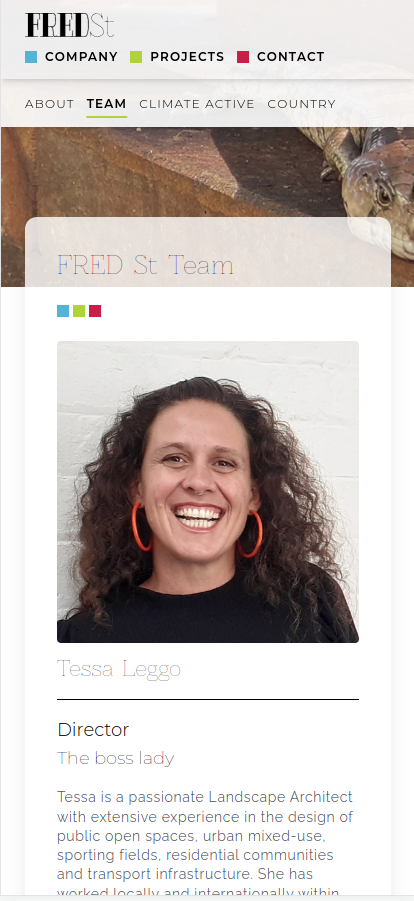 FREDSt
COMPANY PROJECTS CONTACT
ABOUT TEAM CLIMATE ACTIVE COUNTRY
FRED St Team
Tessa Leggo
Director
The boss lady
Tessa is a passionate Landscape Architect
with extensive experience in the design of
public open spaces, urban mixed-use,
sporting fields, residential communities
and transport infrastructure. She has
worked locally and internationally within